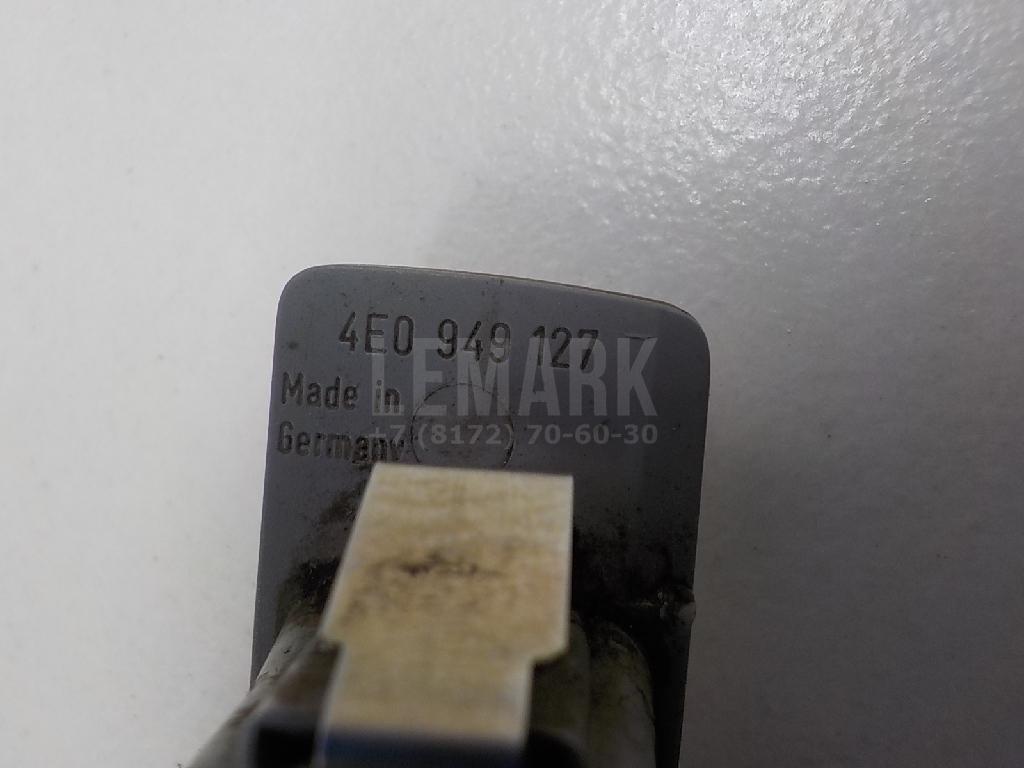 4E0 949 127
LEMARK
Made in
Germany
+7 (8172) 70-60-30